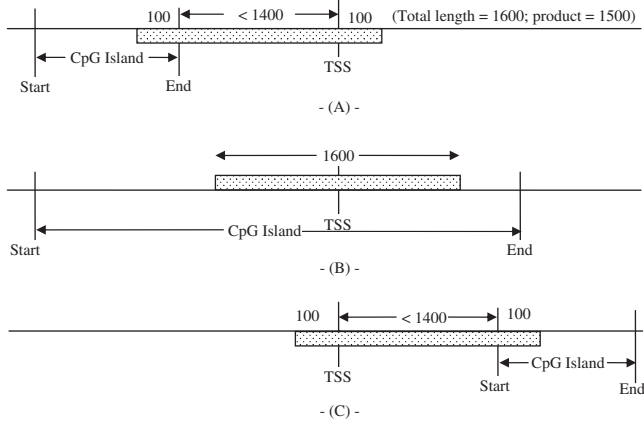 100 < 1400 100 (Total length = 1600; product = 1500)
CpG Island TSS
Start End
- (A) -
1600
TSS
Start CpG Island End
- (B) -
100 < 1400 100
TSS CpG Island
Start End
- (C) -